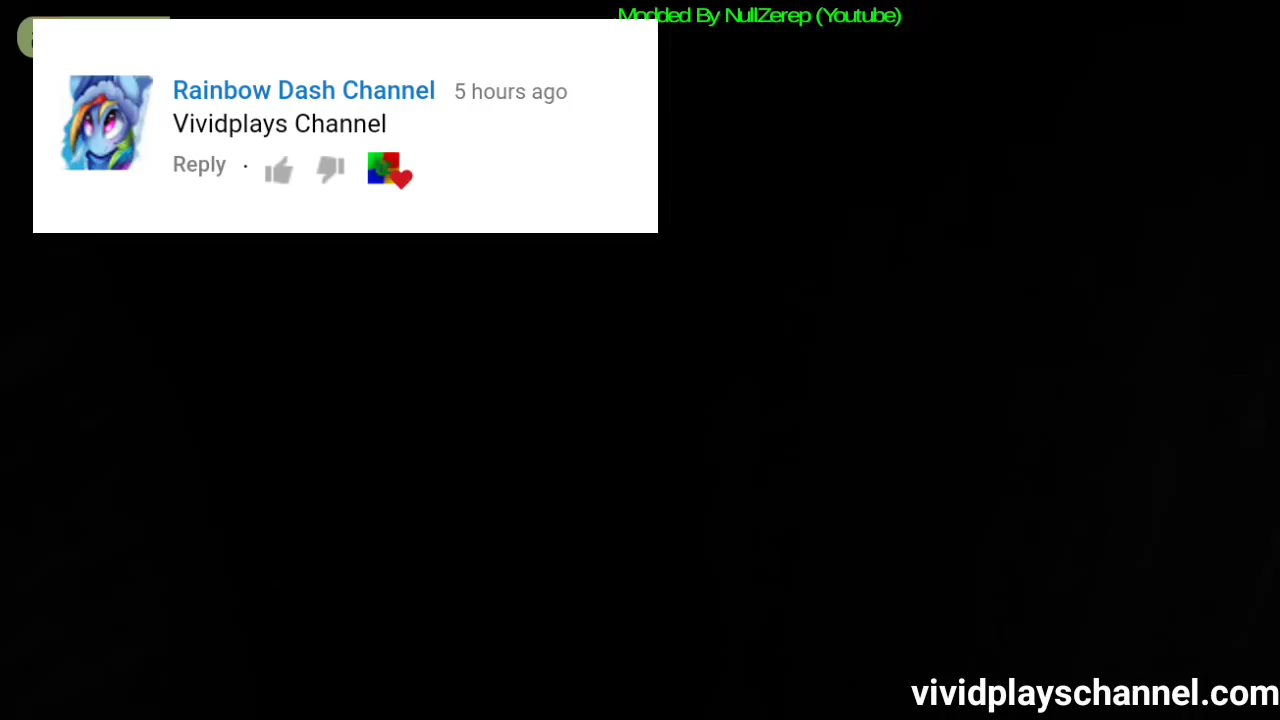 Modded By NullZerep (Youtube)
Rainbow Dash Channel 5 hours ago
Vividplays Channel
Reply ·
vividplayschannel.com